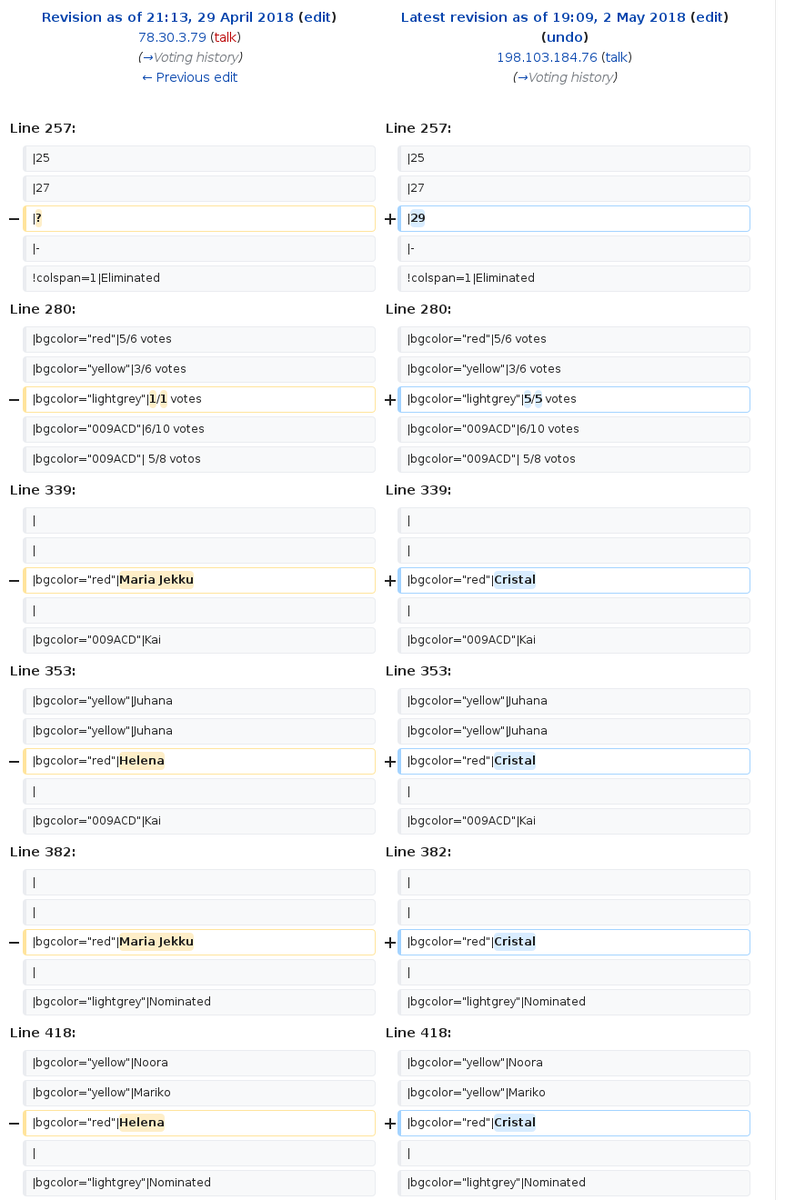 Revision as of 21:13, 29 April 2018 (edit)
78.30.3.79 (talk)
(→Voting history)
← Previous edit
Latest revision as of 19:09, 2 May 2018 (edit)
(undo)
198.103.184.76 (talk)
(→Voting history)
Line 257: Line 257:
|25 |25
|27 |27
− |? + |29
|- |-
!colspan=1|Eliminated !colspan=1|Eliminated
Line 280: Line 280:
|bgcolor="red"|5/6 votes |bgcolor="red"|5/6 votes
|bgcolor="yellow"|3/6 votes |bgcolor="yellow"|3/6 votes
− |bgcolor="lightgrey"|1/1 votes + |bgcolor="lightgrey"|5/5 votes
|bgcolor="009ACD"|6/10 votes |bgcolor="009ACD"|6/10 votes
|bgcolor="009ACD"| 5/8 votos |bgcolor="009ACD"| 5/8 votos
Line 339: Line 339:
| |
| |
− |bgcolor="red"|Maria Jekku + |bgcolor="red"|Cristal
| |
|bgcolor="009ACD"|Kai |bgcolor="009ACD"|Kai
Line 353: Line 353:
|bgcolor="yellow"|Juhana |bgcolor="yellow"|Juhana
|bgcolor="yellow"|Juhana |bgcolor="yellow"|Juhana
− |bgcolor="red"|Helena + |bgcolor="red"|Cristal
| |
|bgcolor="009ACD"|Kai |bgcolor="009ACD"|Kai
Line 382: Line 382:
| |
| |
− |bgcolor="red"|Maria Jekku + |bgcolor="red"|Cristal
| |
|bgcolor="lightgrey"|Nominated |bgcolor="lightgrey"|Nominated
Line 418: Line 418:
|bgcolor="yellow"|Noora |bgcolor="yellow"|Noora
|bgcolor="yellow"|Mariko |bgcolor="yellow"|Mariko
− |bgcolor="red"|Helena + |bgcolor="red"|Cristal
| |
|bgcolor="lightgrey"|Nominated |bgcolor="lightgrey"|Nominated